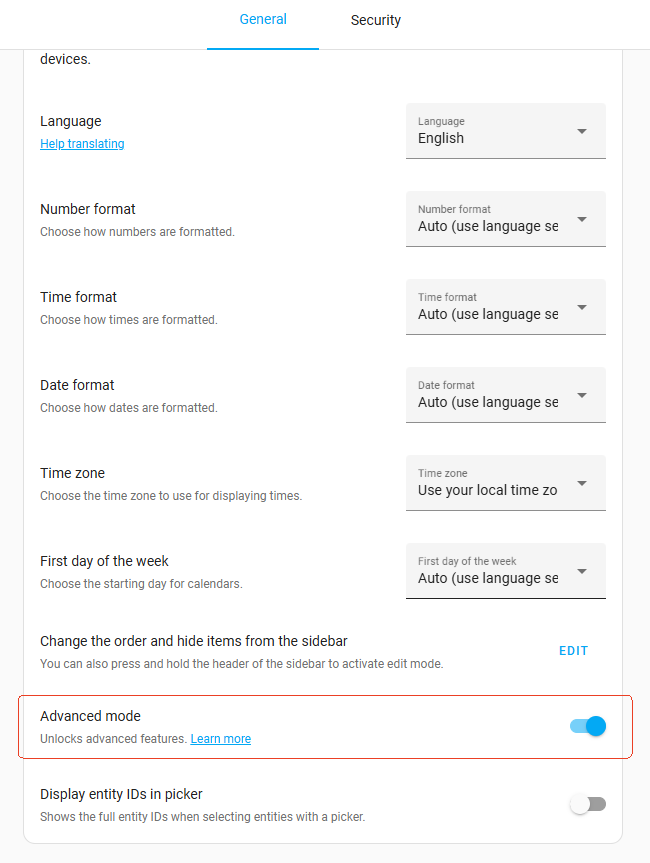 General
Security
devices.
Language
Help translating
Language
English
Number format
Choose how numbers are formatted.
Number format
Auto (use language se
Time format
Choose how times are formatted.
Time format
Auto (use language se
Date format
Choose how dates are formatted.
Date format
Auto (use language se
Time zone
Choose the time zone to use for displaying times.
Time zone
Use your local time zo
First day of the week
Choose the starting day for calendars.
First day of the week
Auto (use language se
Change the order and hide items from the sidebar
You can also press and hold the header of the sidebar to activate edit mode.
EDIT
Advanced mode
Unlocks advanced features. Learn more
Display entity IDs in picker
Shows the full entity IDs when selecting entities with a picker.